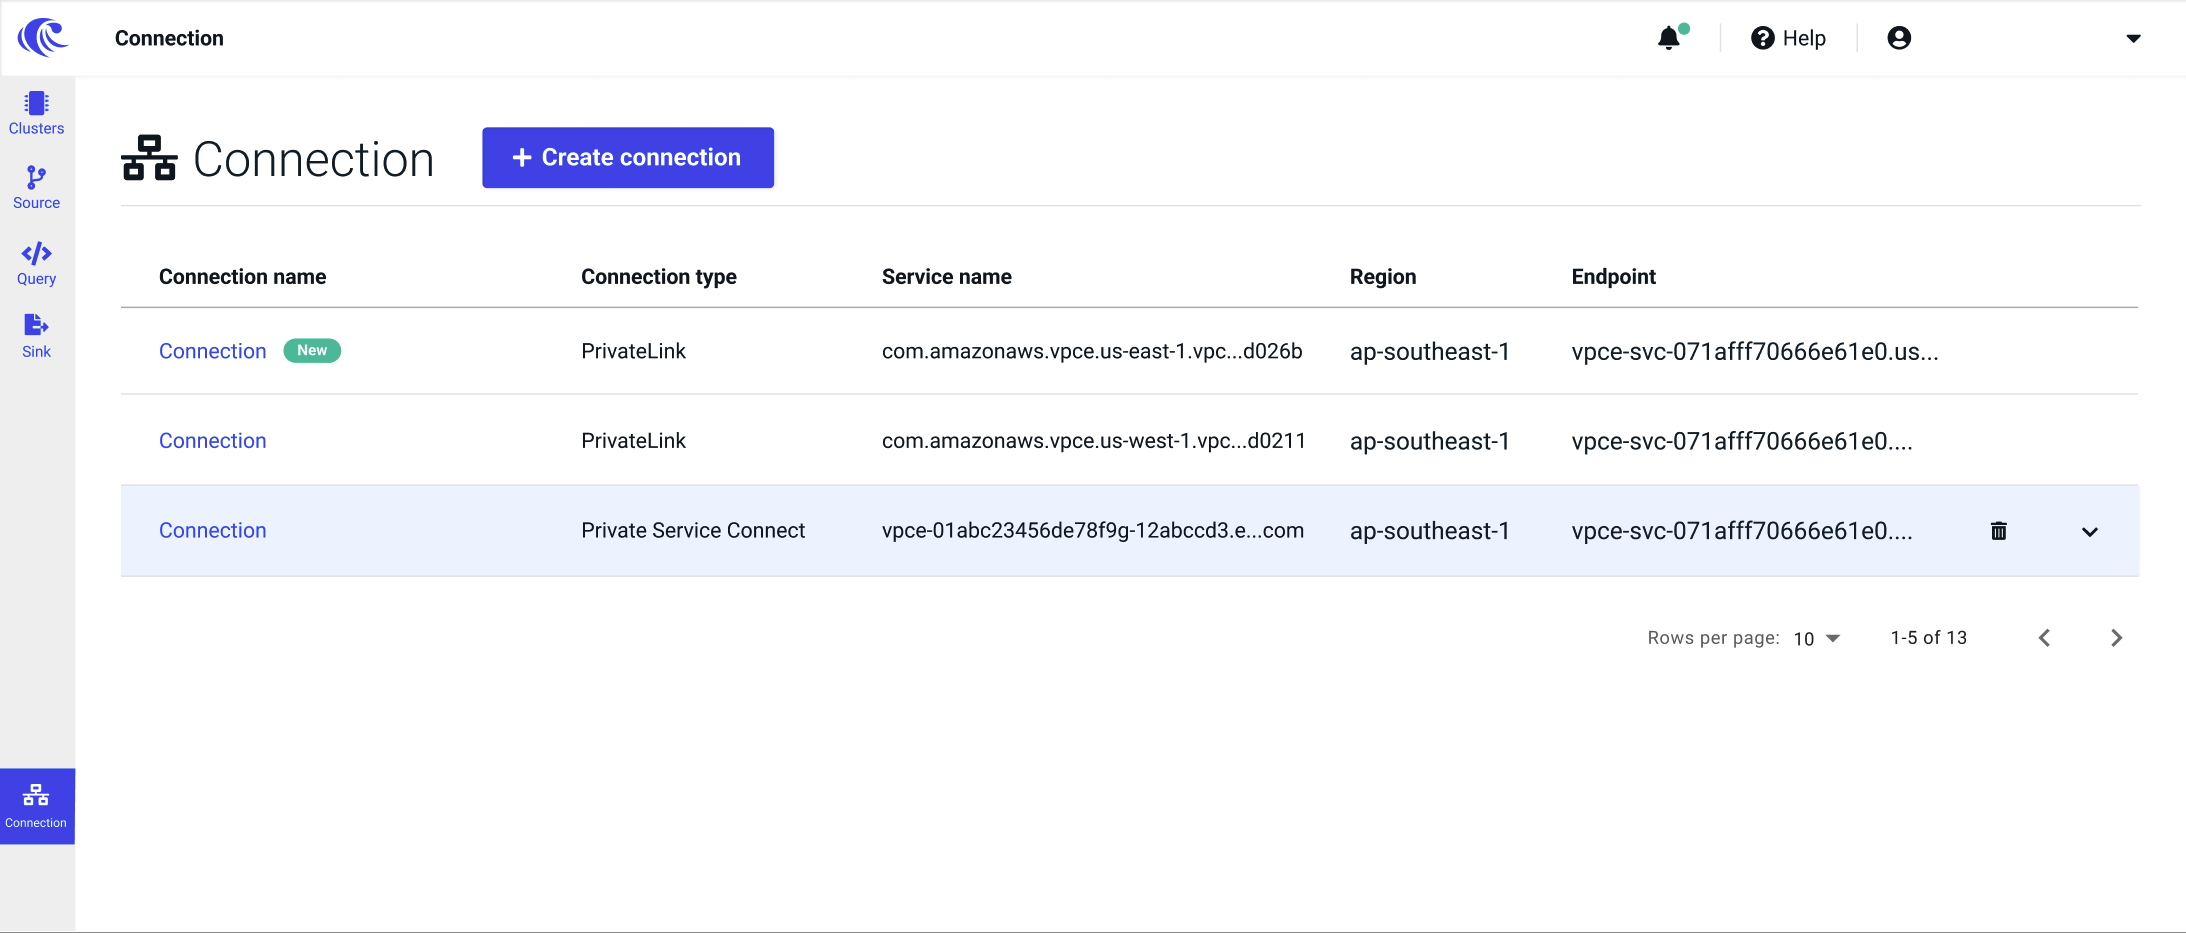 Connection
Help
Clusters
Source
Query
Sink
Connection
Connection
+ Create connection
Connection name Connection type Service name Region Endpoint
Connection New PrivateLink com.amazonaws.vpce.us-east-1.vpc...d026b ap-southeast-1 vpce-svc-071afff70666e61e0.us...
Connection PrivateLink com.amazonaws.vpce.us-west-1.vpc...d0211 ap-southeast-1 vpce-svc-071afff70666e61e0....
Connection Private Service Connect vpce-01abc23456de78f9g-12abccd3.e...com ap-southeast-1 vpce-svc-071afff70666e61e0....
Rows per page: 10 1-5 of 13